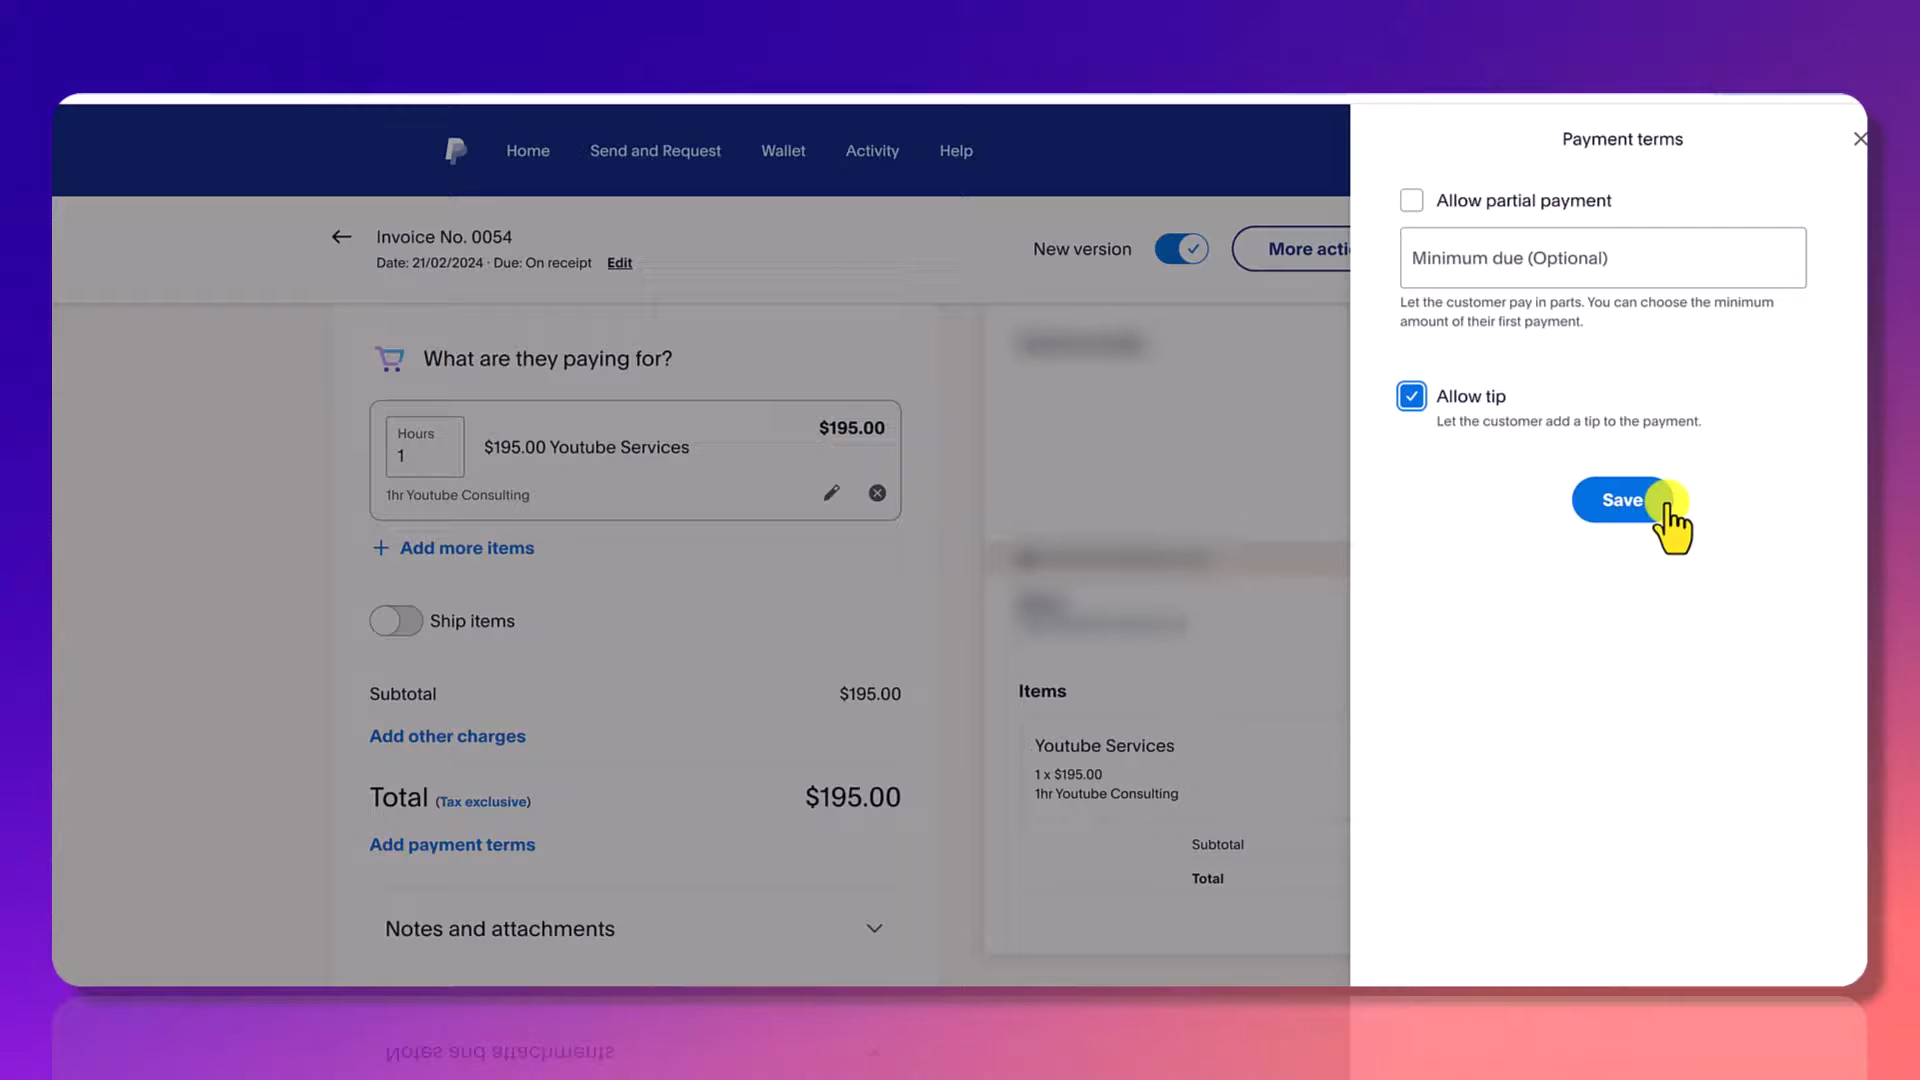 Home
Send and Request
Wallet
Activity
Help
Invoice No. 0054
Date: 21/02/2024 · Due: On receipt Edit
New version
More acti
What are they paying for?
Hours
1
$195.00 Youtube Services
$195.00
1hr Youtube Consulting
Add more items
Ship items
Subtotal
$195.00
Add other charges
Total (Tax exclusive)
$195.00
Add payment terms
Notes and attachments
Items
Youtube Services
1 x $195.00
1hr Youtube Consulting
Subtotal
Total
Payment terms
Allow partial payment
Minimum due (Optional)
Let the customer pay in parts. You can choose the minimum
amount of their first payment.
Allow tip
Let the customer add a tip to the payment.
Save